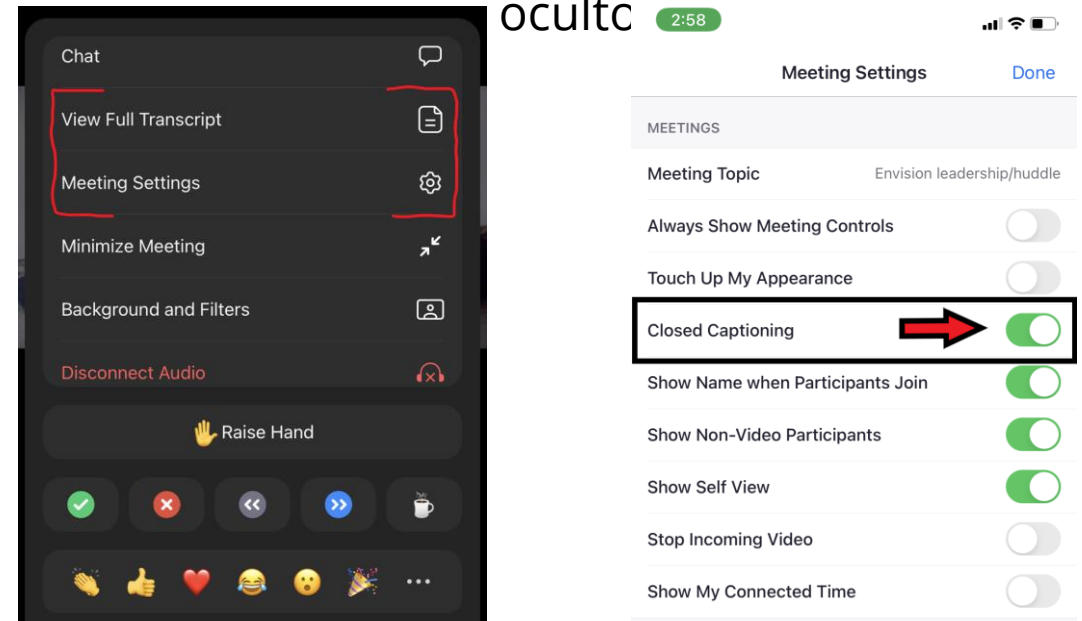 oculto
Chat
View Full Transcript
Meeting Settings
Minimize Meeting
Background and Filters
Disconnect Audio
Raise Hand
2:58
Meeting Settings
Done
MEETINGS
Meeting Topic Envision leadership/huddle
Always Show Meeting Controls
Touch Up My Appearance
Closed Captioning
Show Name when Participants Join
Show Non-Video Participants
Show Self View
Stop Incoming Video
Show My Connected Time